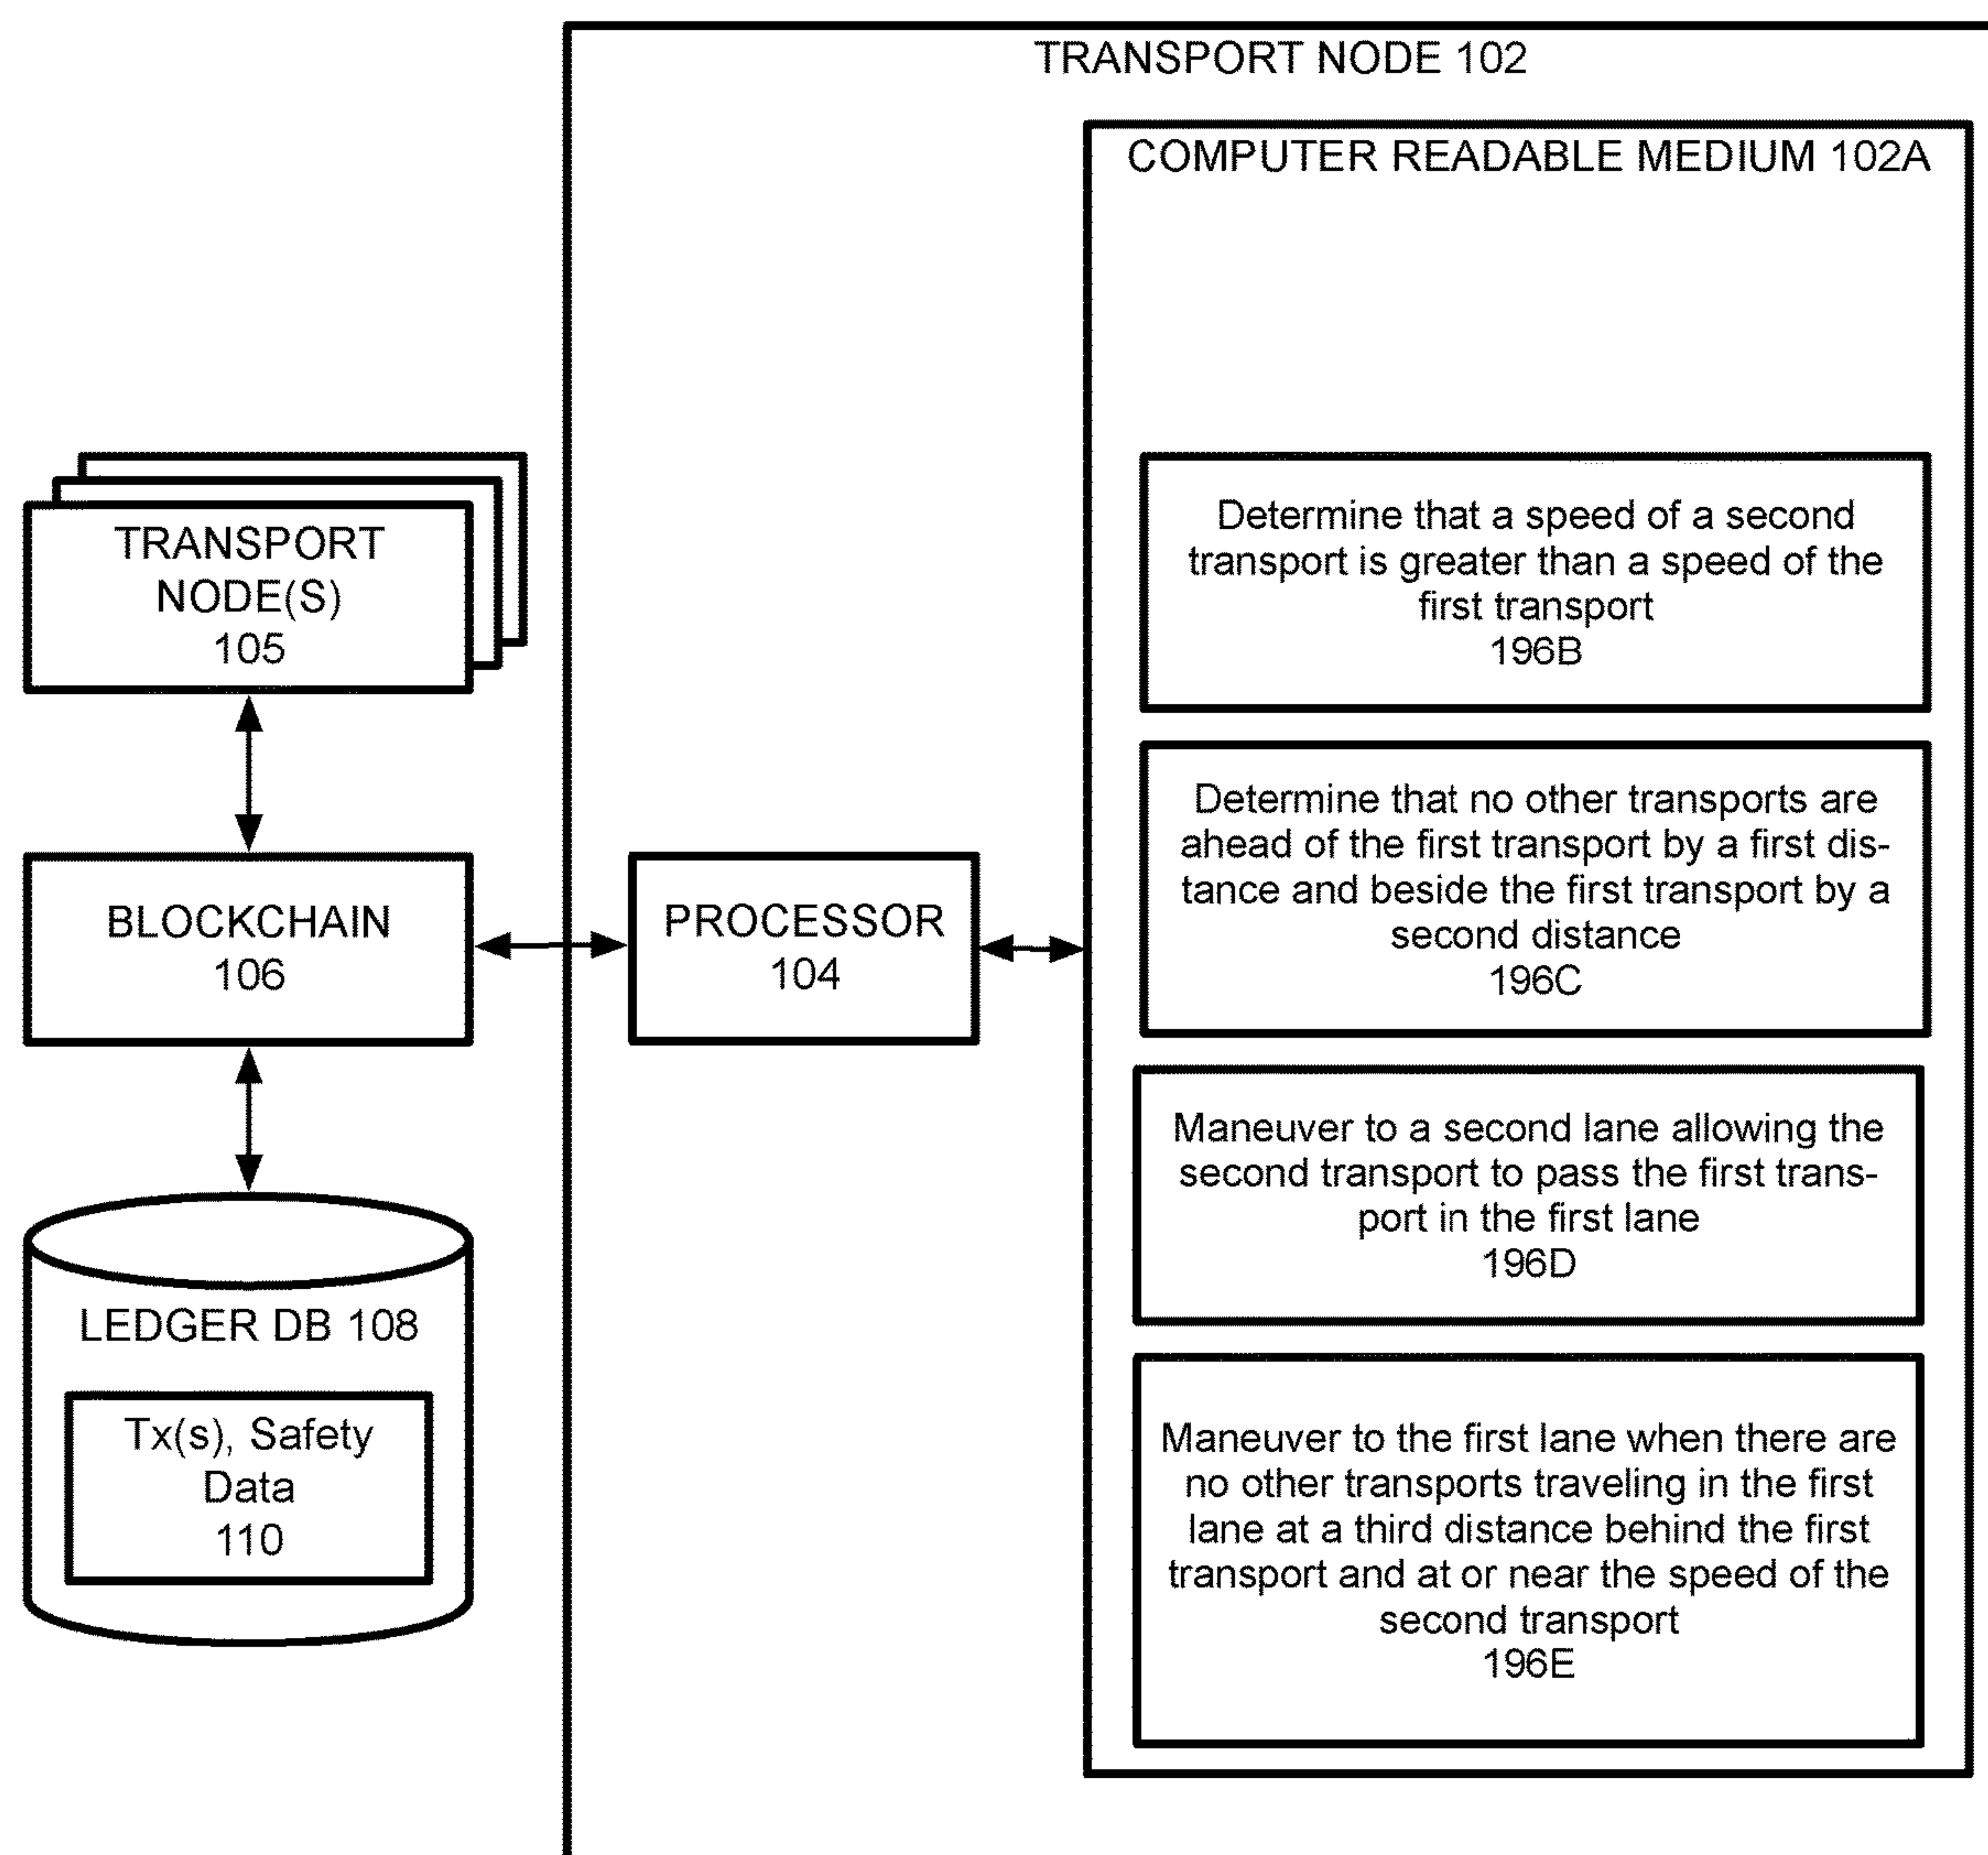 TRANSPORT NODE 102
COMPUTER READABLE MEDIUM 102A
TRANSPORT
NODE(S)
105
BLOCKCHAIN
106
LEDGER DB 108
Tx(s), Safety
Data
110
PROCESSOR
104
Determine that a speed of a second
transport is greater than a speed of the
first transport
196B
Determine that no other transports are
ahead of the first transport by a first dis-
tance and beside the first transport by a
second distance
196C
Maneuver to a second lane allowing the
second transport to pass the first trans-
port in the first lane
196D
Maneuver to the first lane when there are
no other transports traveling in the first
lane at a third distance behind the first
transport and at or near the speed of the
second transport
196E